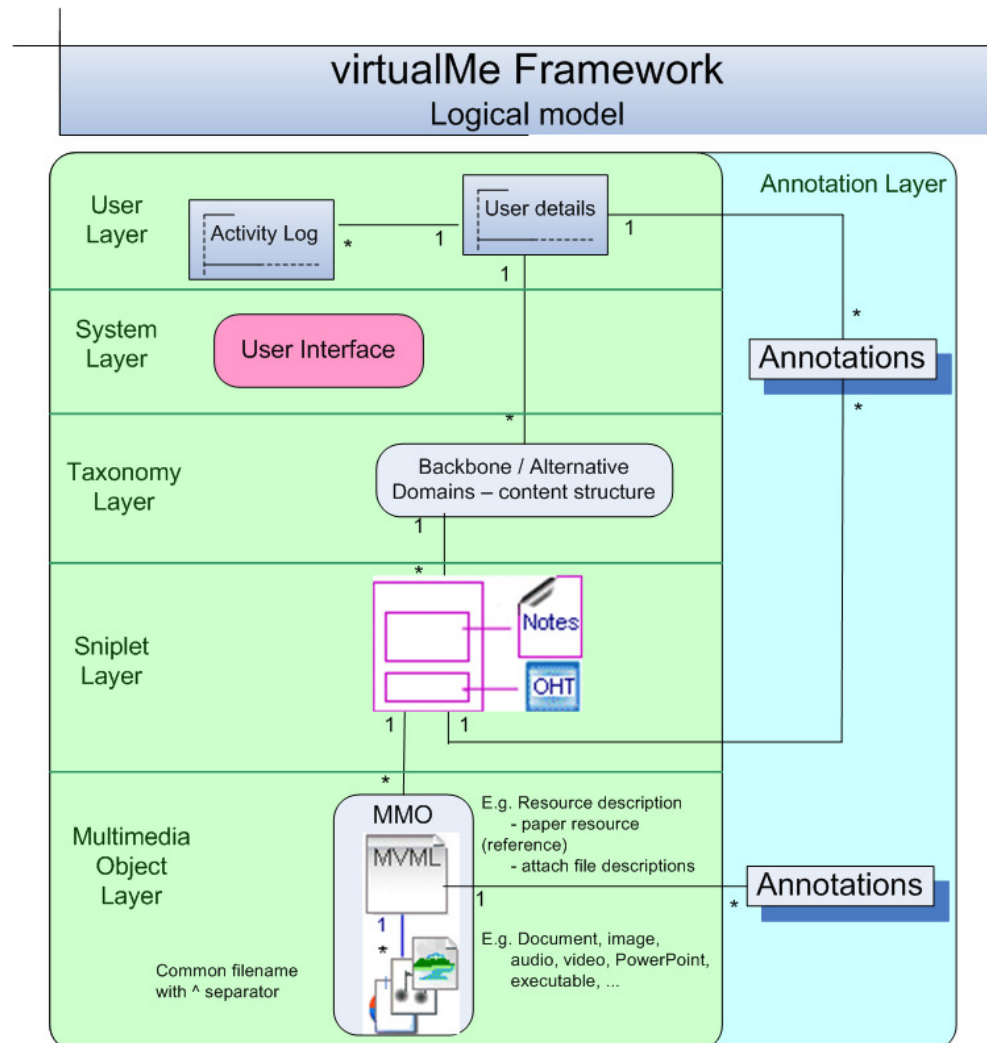 virtualMe Framework
Logical model
Annotation Layer
User
Layer
Activity Log
*
1
User details
1
1
*
System
Layer
User Interface
Annotations
*
*
Taxonomy
Layer
Backbone / Alternative
Domains – content structure
1
*
Sniplet
Layer
Notes
OHT
1
1
*
Multimedia
Object
Layer
MMO
MVML
1
*
E.g. Resource description
- paper resource
(reference)
- attach file descriptions
1
*
Annotations
E.g. Document, image,
audio, video, PowerPoint,
executable, ...
Common filename
with ^ separator